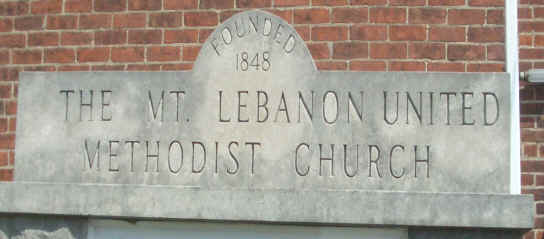 FOUNDED
1848
THE MT. LEBANON UNITED
METHODIST CHURCH